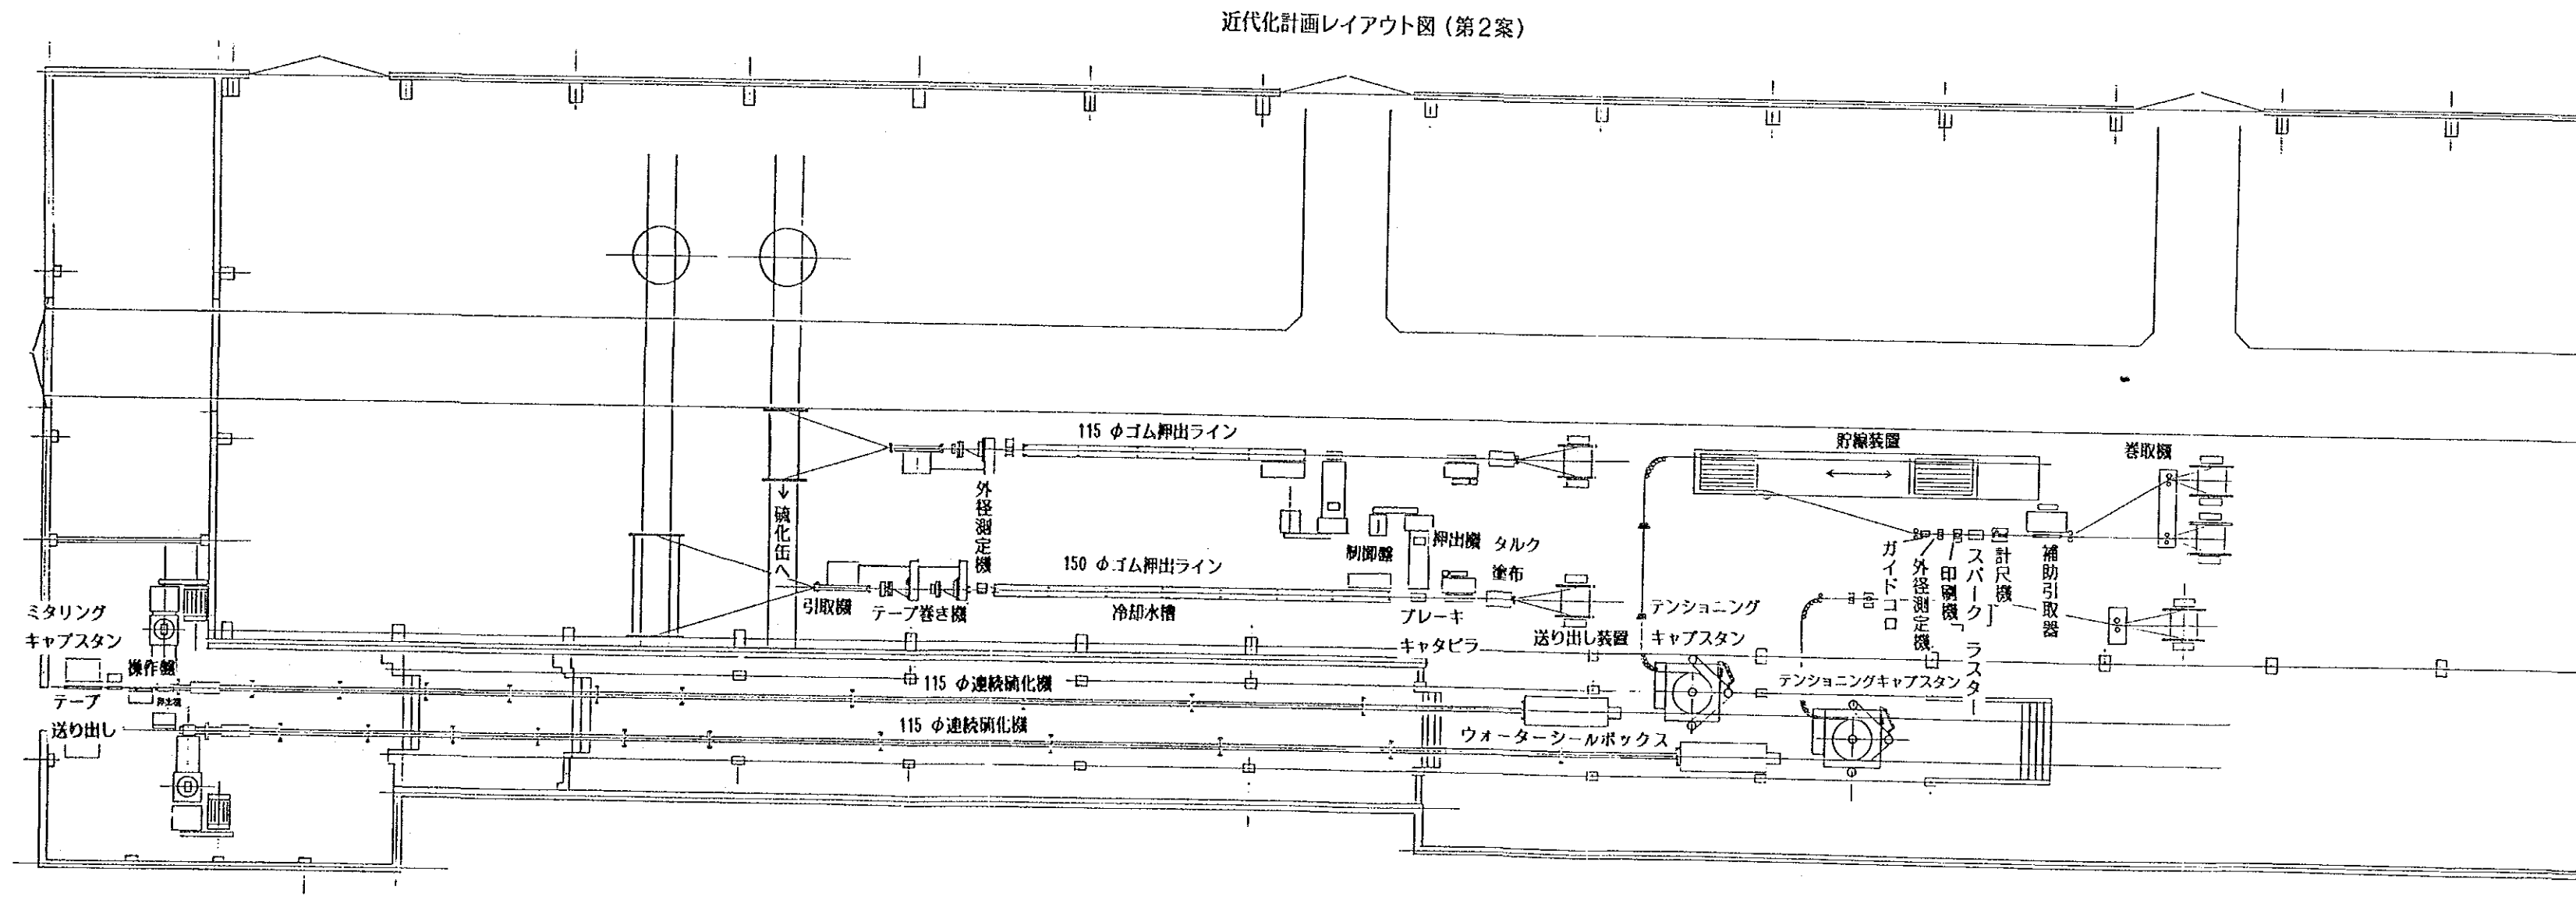 近代化計画レイアウト図（第2案）
115 φゴム押出ライン
貯線装置
巻取機
↓硫化缶へ
外径測定機
制御盤
押出機
タルク
塗布
150 φゴム押出ライン
引取機
テープ巻き機
冷却水槽
ブレーキ
キャタピラ
送り出し装置
テンショニング
キャプスタン
ガイドコロ
外径測定機
印刷機
スパーク
ラスター
計尺機
補助引取器
ミタリング
キャプスタン
操作盤
テープ
送り出し
115 φ連続硫化機
115 φ連続硫化機
テンショニングキャプスタン
ウォーターシールボックス